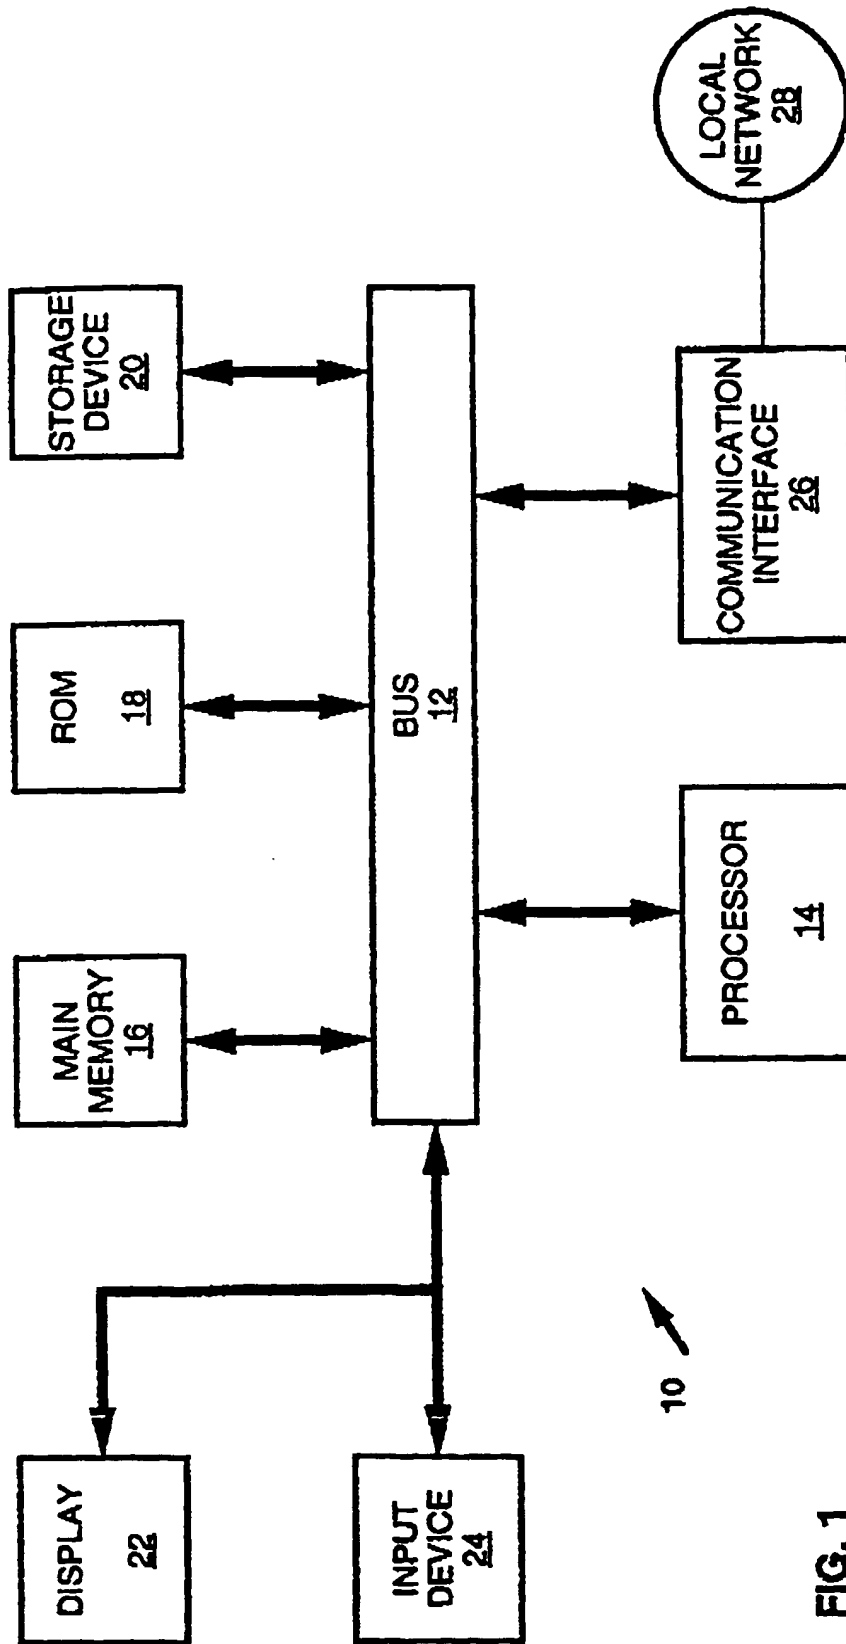 DISPLAY
22
MAIN
MEMORY
16
ROM
18
STORAGE
DEVICE
20
INPUT
DEVICE
24
BUS
12
10
PROCESSOR
14
COMMUNICATION
INTERFACE
26
LOCAL
NETWORK
28
FIG. 1